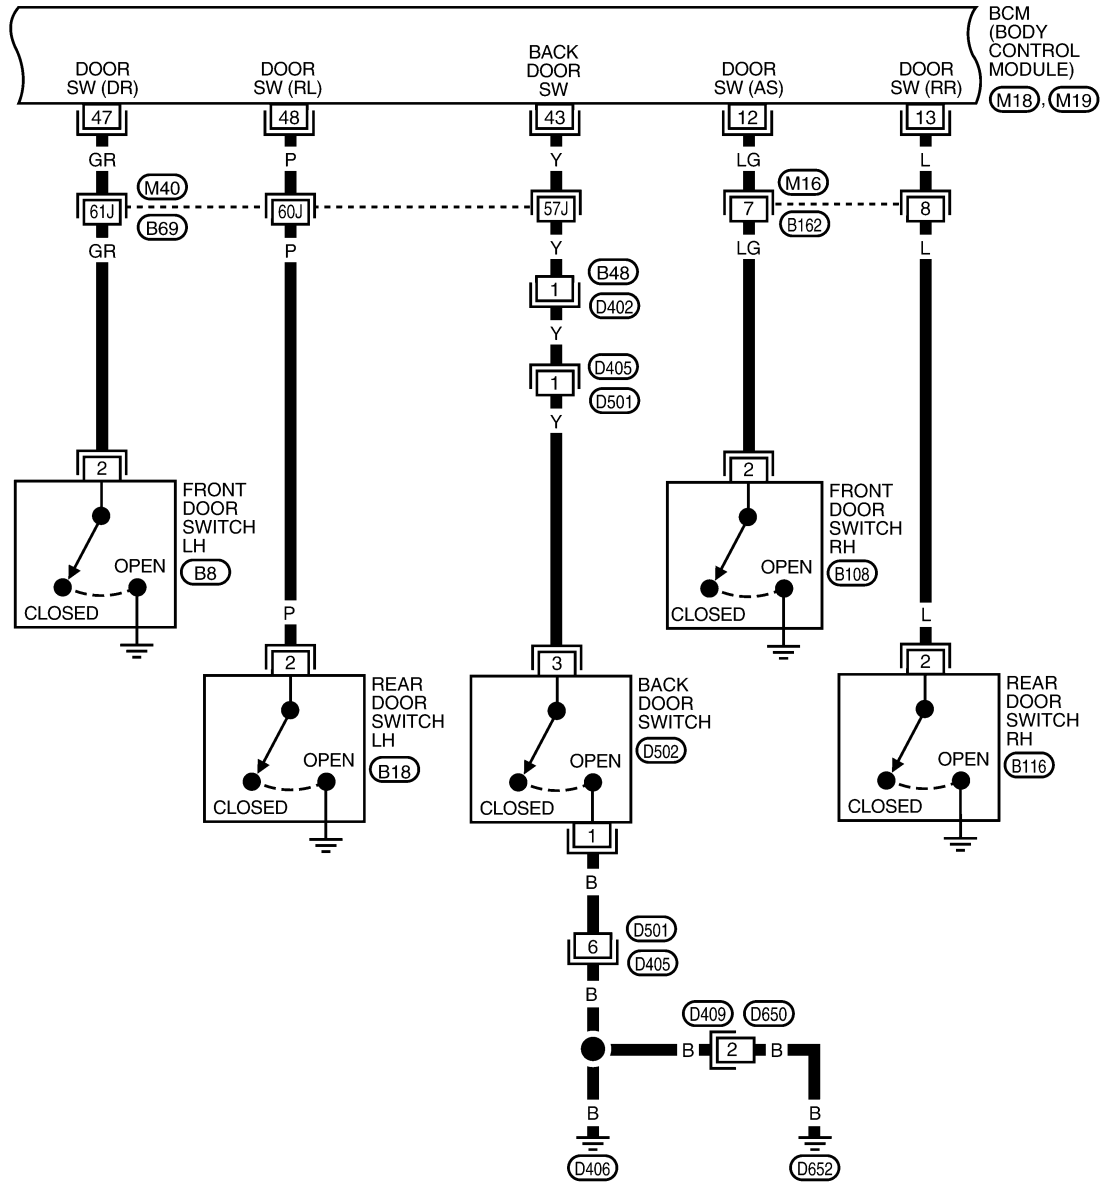 BCM
(BODY
CONTROL
MODULE)
M18 , M19
DOOR
SW (DR)
DOOR
SW (RL)
BACK
DOOR
SW
DOOR
SW (AS)
DOOR
SW (RR)
47
48
43
12
13
GR
P
Y
LG
L
M40
M16
61J
60J
57J
7
8
B69
B162
GR
P
Y
LG
L
1
B48
D402
Y
1
D405
D501
Y
2
FRONT
DOOR
SWITCH
LH
B8
OPEN
CLOSED
2
FRONT
DOOR
SWITCH
RH
B108
OPEN
CLOSED
P
L
2
REAR
DOOR
SWITCH
LH
B18
OPEN
CLOSED
3
BACK
DOOR
SWITCH
D502
OPEN
CLOSED
2
REAR
DOOR
SWITCH
RH
B116
OPEN
CLOSED
1
B
6
D501
D405
B
D409
D650
B
2
B
B
B
D406
D652